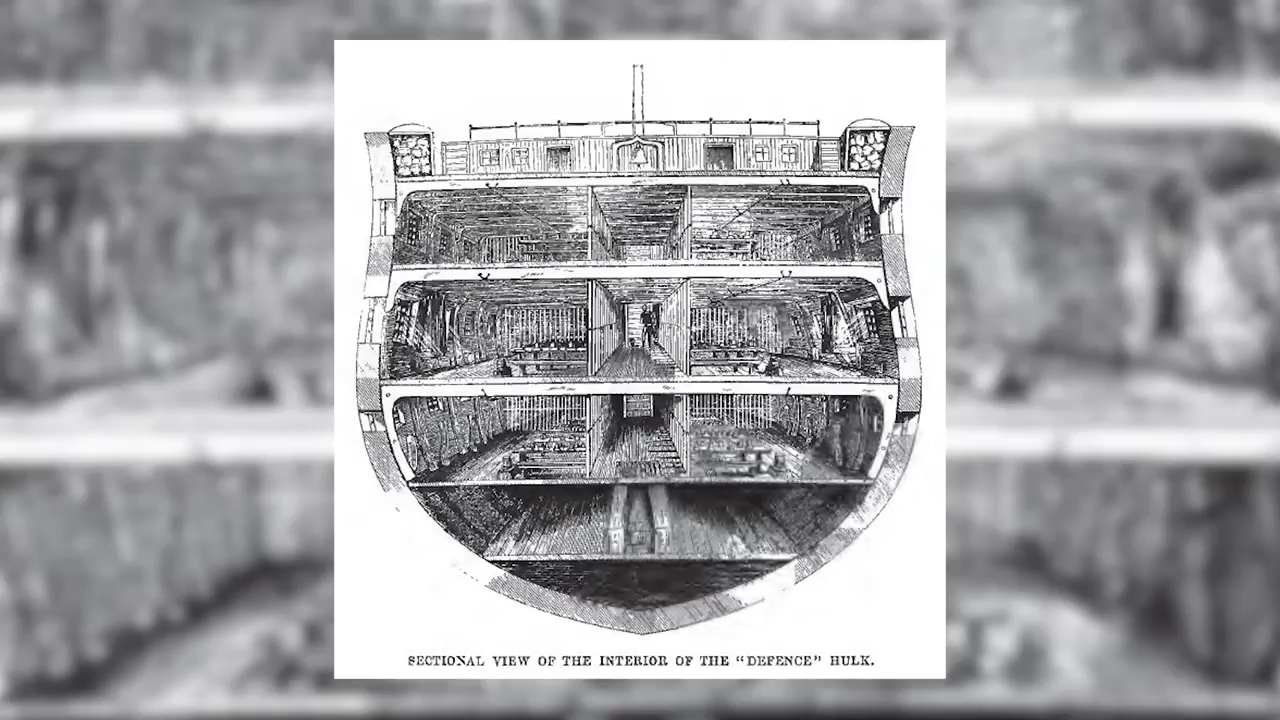 SECTIONAL VIEW OF THE INTERIOR OF THE “DEFENCE” HULK.